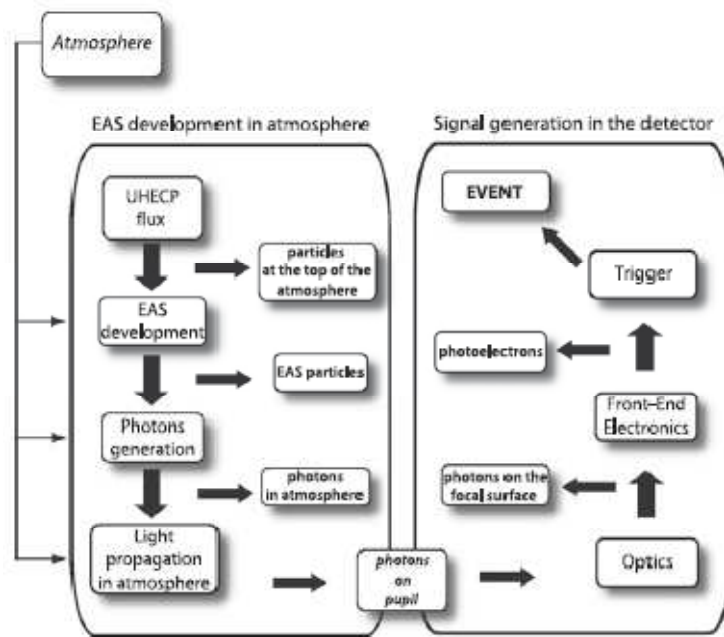 Atmosphere
EAS development in atmosphere
UHECP
flux
particles
at the top of the
atmosphere
EAS
development
EAS particles
Photons
generation
photons
in atmosphere
Light
propagation
in atmosphere
photons
on
pupil
Signal generation in the detector
EVENT
Trigger
photoelectrons
Front-End
Electronics
photons on the
focal surface
Optics